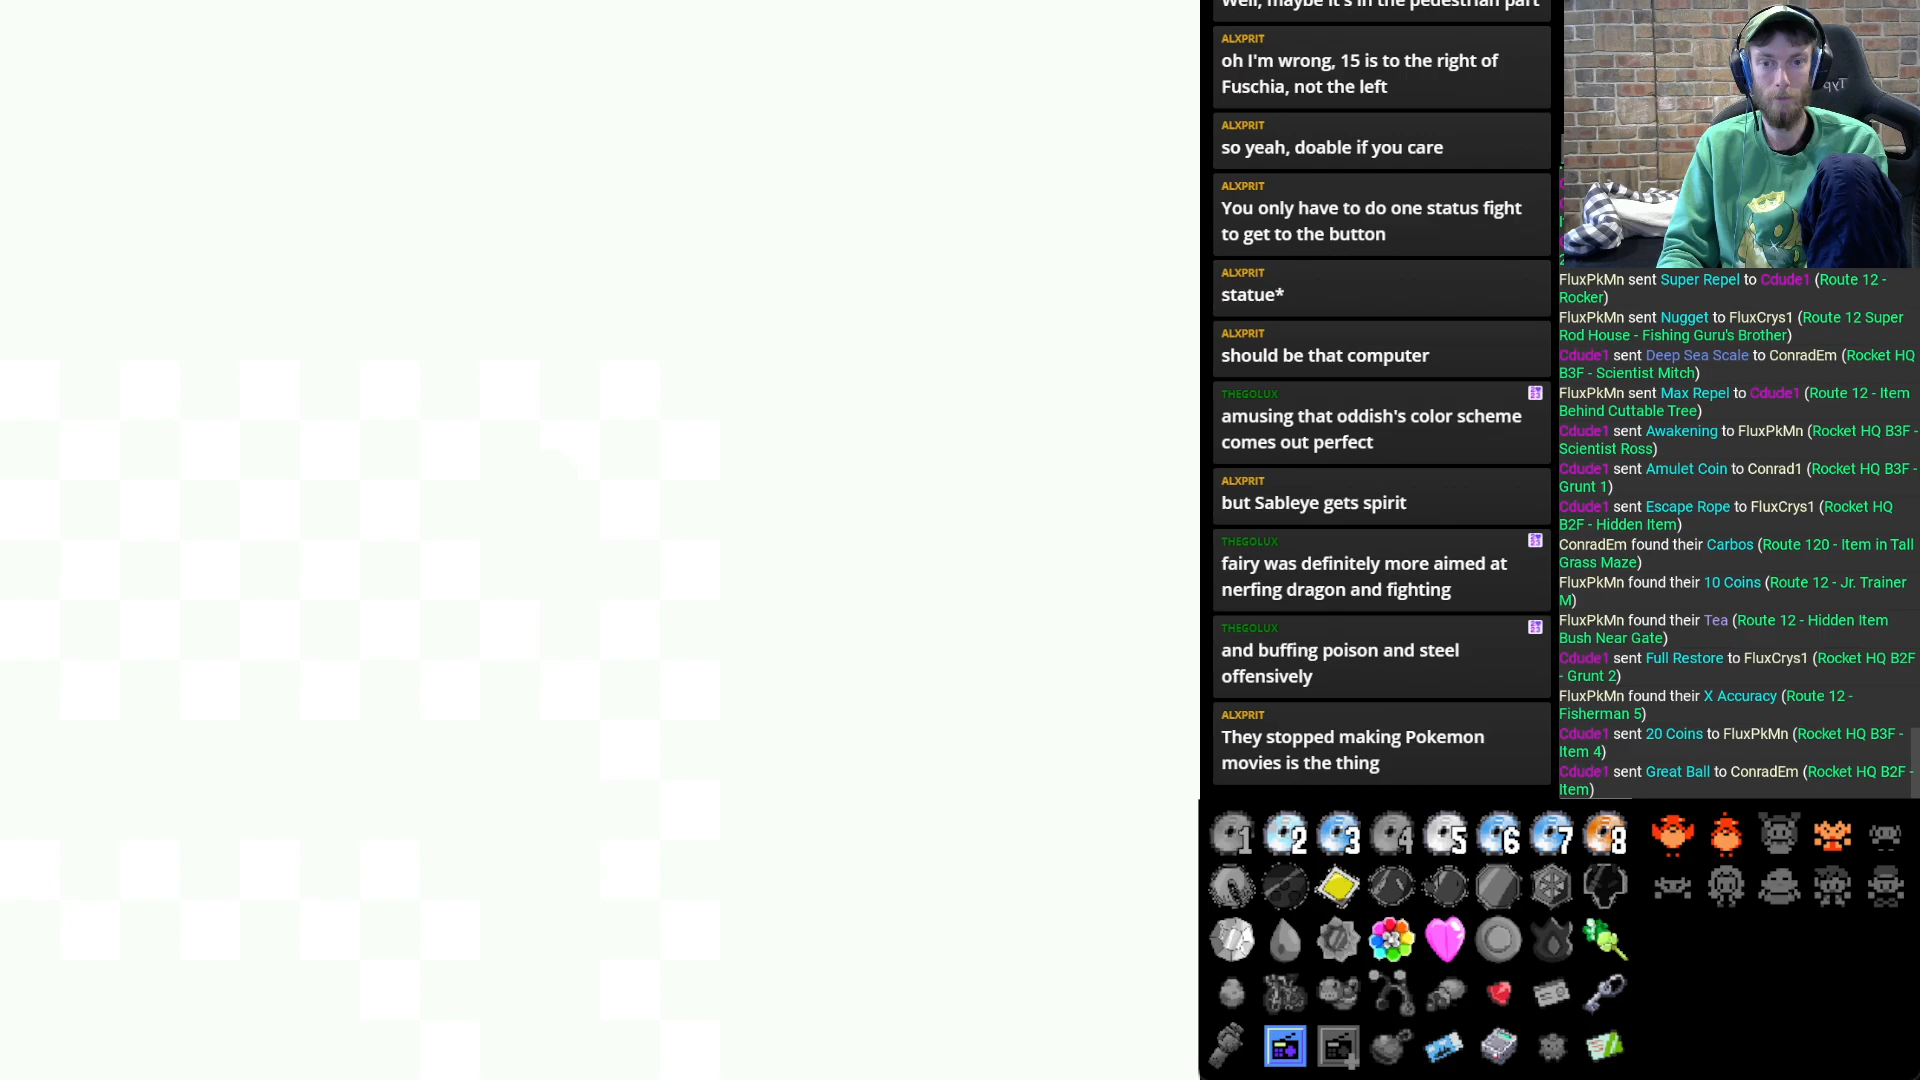 Well, maybe it's in the pedestrian part
ALXPRIT
oh I'm wrong, 15 is to the right of
Fuschia, not the left
ALXPRIT
so yeah, doable if you care
ALXPRIT
You only have to do one status fight
to get to the button
ALXPRIT
statue*
ALXPRIT
should be that computer
THEGOLUX
amusing that oddish's color scheme
comes out perfect
ALXPRIT
but Sableye gets spirit
THEGOLUX
fairy was definitely more aimed at
nerfing dragon and fighting
THEGOLUX
and buffing poison and steel
offensively
ALXPRIT
They stopped making Pokemon
movies is the thing
Typ
FluxPkMn sent Super Repel to Cdude1 (Route 12 -
Rocker)
FluxPkMn sent Nugget to FluxCrys1 (Route 12 Super
Rod House - Fishing Guru's Brother)
Cdude1 sent Deep Sea Scale to ConradEm (Rocket HQ
B3F - Scientist Mitch)
FluxPkMn sent Max Repel to Cdude1 (Route 12 - Item
Behind Cuttable Tree)
Cdude1 sent Awakening to FluxPkMn (Rocket HQ B3F -
Scientist Ross)
Cdude1 sent Amulet Coin to Conrad1 (Rocket HQ B3F -
Grunt 1)
Cdude1 sent Escape Rope to FluxCrys1 (Rocket HQ
B2F - Hidden Item)
ConradEm found their Carbos (Route 120 - Item in Tall
Grass Maze)
FluxPkMn found their 10 Coins (Route 12 - Jr. Trainer
M)
FluxPkMn found their Tea (Route 12 - Hidden Item
Bush Near Gate)
Cdude1 sent Full Restore to FluxCrys1 (Rocket HQ B2F
- Grunt 2)
FluxPkMn found their X Accuracy (Route 12 -
Fisherman 5)
Cdude1 sent 20 Coins to FluxPkMn (Rocket HQ B3F -
Item 4)
Cdude1 sent Great Ball to ConradEm (Rocket HQ B2F -
Item)
1 2 3 4 5 6 7 8